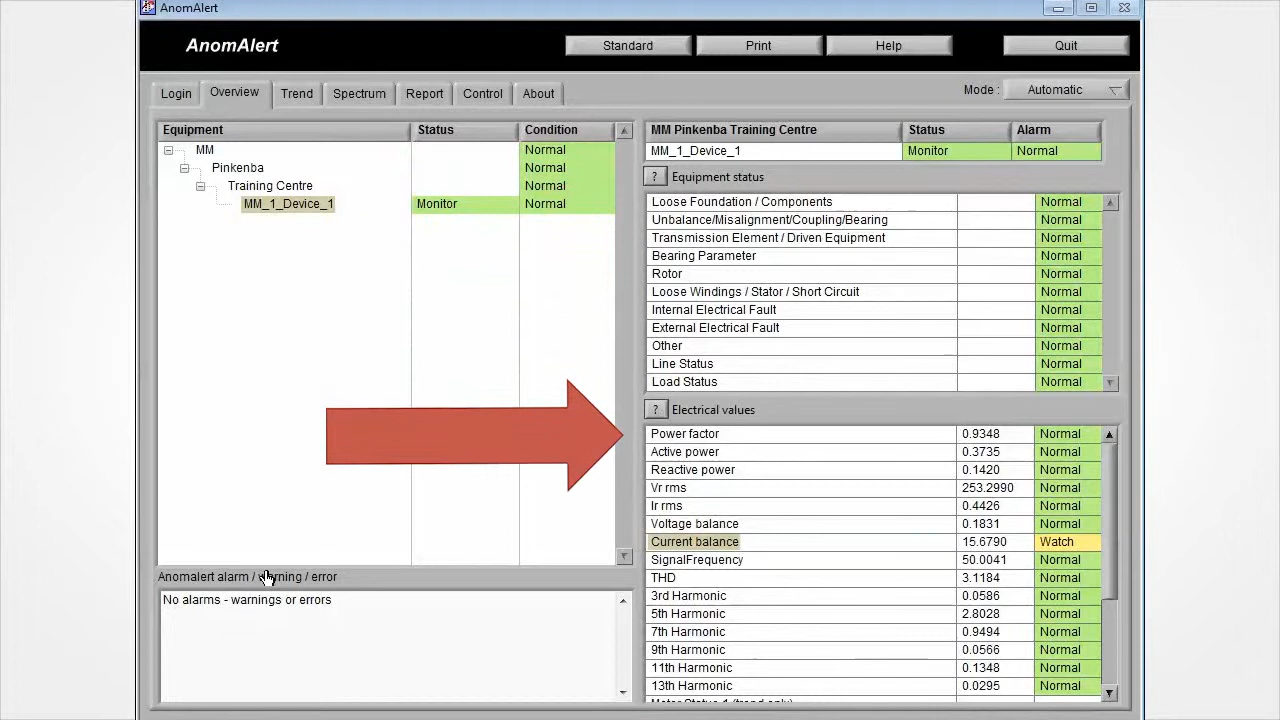 AnomAlert
AnomAlert
Standard
Print
Help
Quit
Login
Overview
Trend
Spectrum
Report
Control
About
Mode :
Automatic
Equipment Status Condition
MM Normal
Pinkenba Normal
Training Centre Normal
MM_1_Device_1 Monitor Normal
Anomalert alarm / warning / error
No alarms - warnings or errors
MM Pinkenba Training Centre Status Alarm
MM_1_Device_1 Monitor Normal
? Equipment status
Loose Foundation / Components Normal
Unbalance/Misalignment/Coupling/Bearing Normal
Transmission Element / Driven Equipment Normal
Bearing Parameter Normal
Rotor Normal
Loose Windings / Stator / Short Circuit Normal
Internal Electrical Fault Normal
External Electrical Fault Normal
Other Normal
Line Status Normal
Load Status Normal
? Electrical values
Power factor 0.9348 Normal
Active power 0.3735 Normal
Reactive power 0.1420 Normal
Vr rms 253.2990 Normal
Ir rms 0.4426 Normal
Voltage balance 0.1831 Normal
Current balance 15.6790 Watch
SignalFrequency 50.0041 Normal
THD 3.1184 Normal
3rd Harmonic 0.0586 Normal
5th Harmonic 2.8028 Normal
7th Harmonic 0.9494 Normal
9th Harmonic 0.0566 Normal
11th Harmonic 0.1348 Normal
13th Harmonic 0.0295 Normal